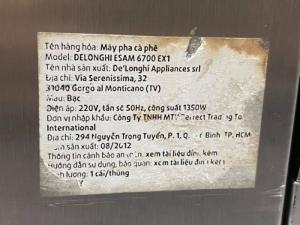 Tên hàng hóa: Máy pha cà phê
Model: DELONGHI ESAM 6700 EX1
Tên nhà sản xuất: De'Longhi Appliances srl
Địa chỉ: Via Serenissima, 32
31040 Gorgo al Monticano (TV)
Màu: Bạc
Điện áp: 220V, tần số 50Hz, công suất 1350W
Đơn vị nhập khẩu: Công Ty TNHH MTV Perfect Trading
International
Địa chỉ: 294 Nguyễn Trọng Tuyển, P. 1, Bình, TP. HCM
sản xuất: 08/2012
Thông tin cảnh báo an toàn: xem tài liệu đính kèm
Hướng dẫn sử dụng, bảo quản: xem tài liệu đính kèm
lượng: 1 cái/thùng